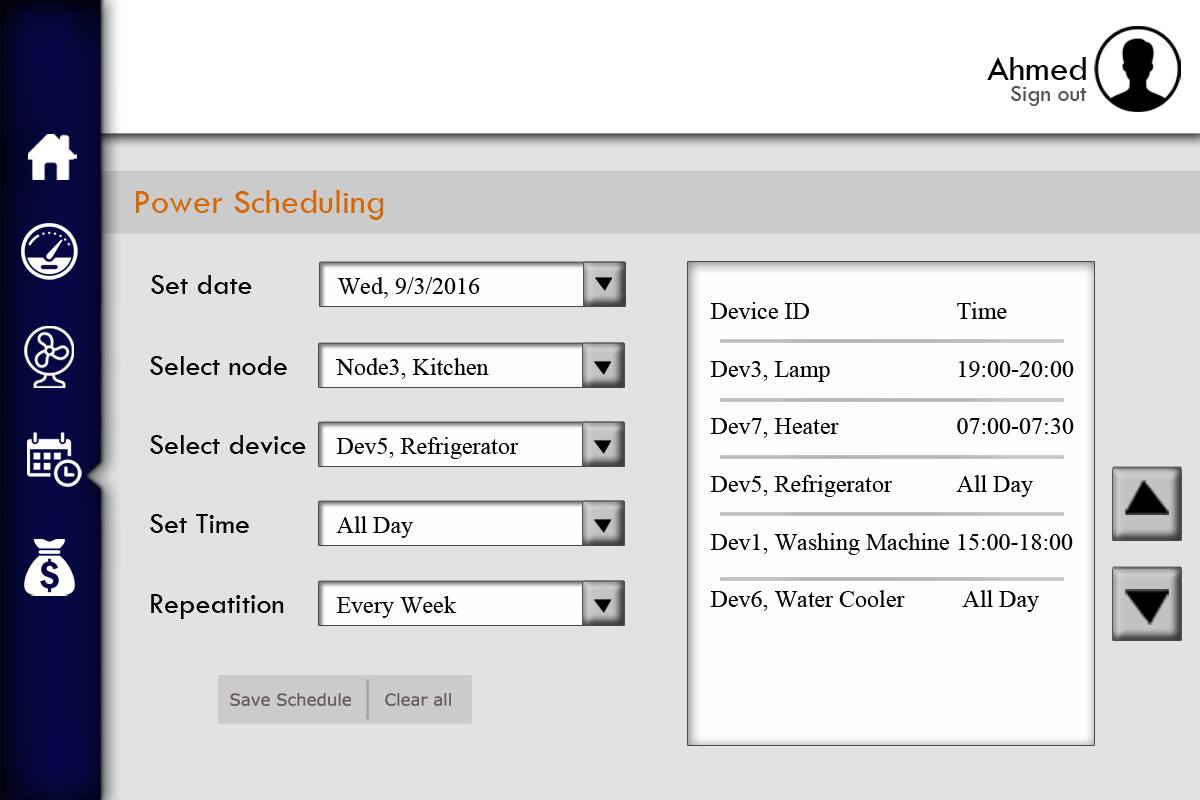 Ahmed
Sign out
Power Scheduling
Set date
Wed, 9/3/2016
Select node
Node3, Kitchen
Select device
Dev5, Refrigerator
Set Time
All Day
Repeatition
Every Week
Save Schedule
Clear all
Device ID Time
Dev3, Lamp 19:00-20:00
Dev7, Heater 07:00-07:30
Dev5, Refrigerator All Day
Dev1, Washing Machine 15:00-18:00
Dev6, Water Cooler All Day
$